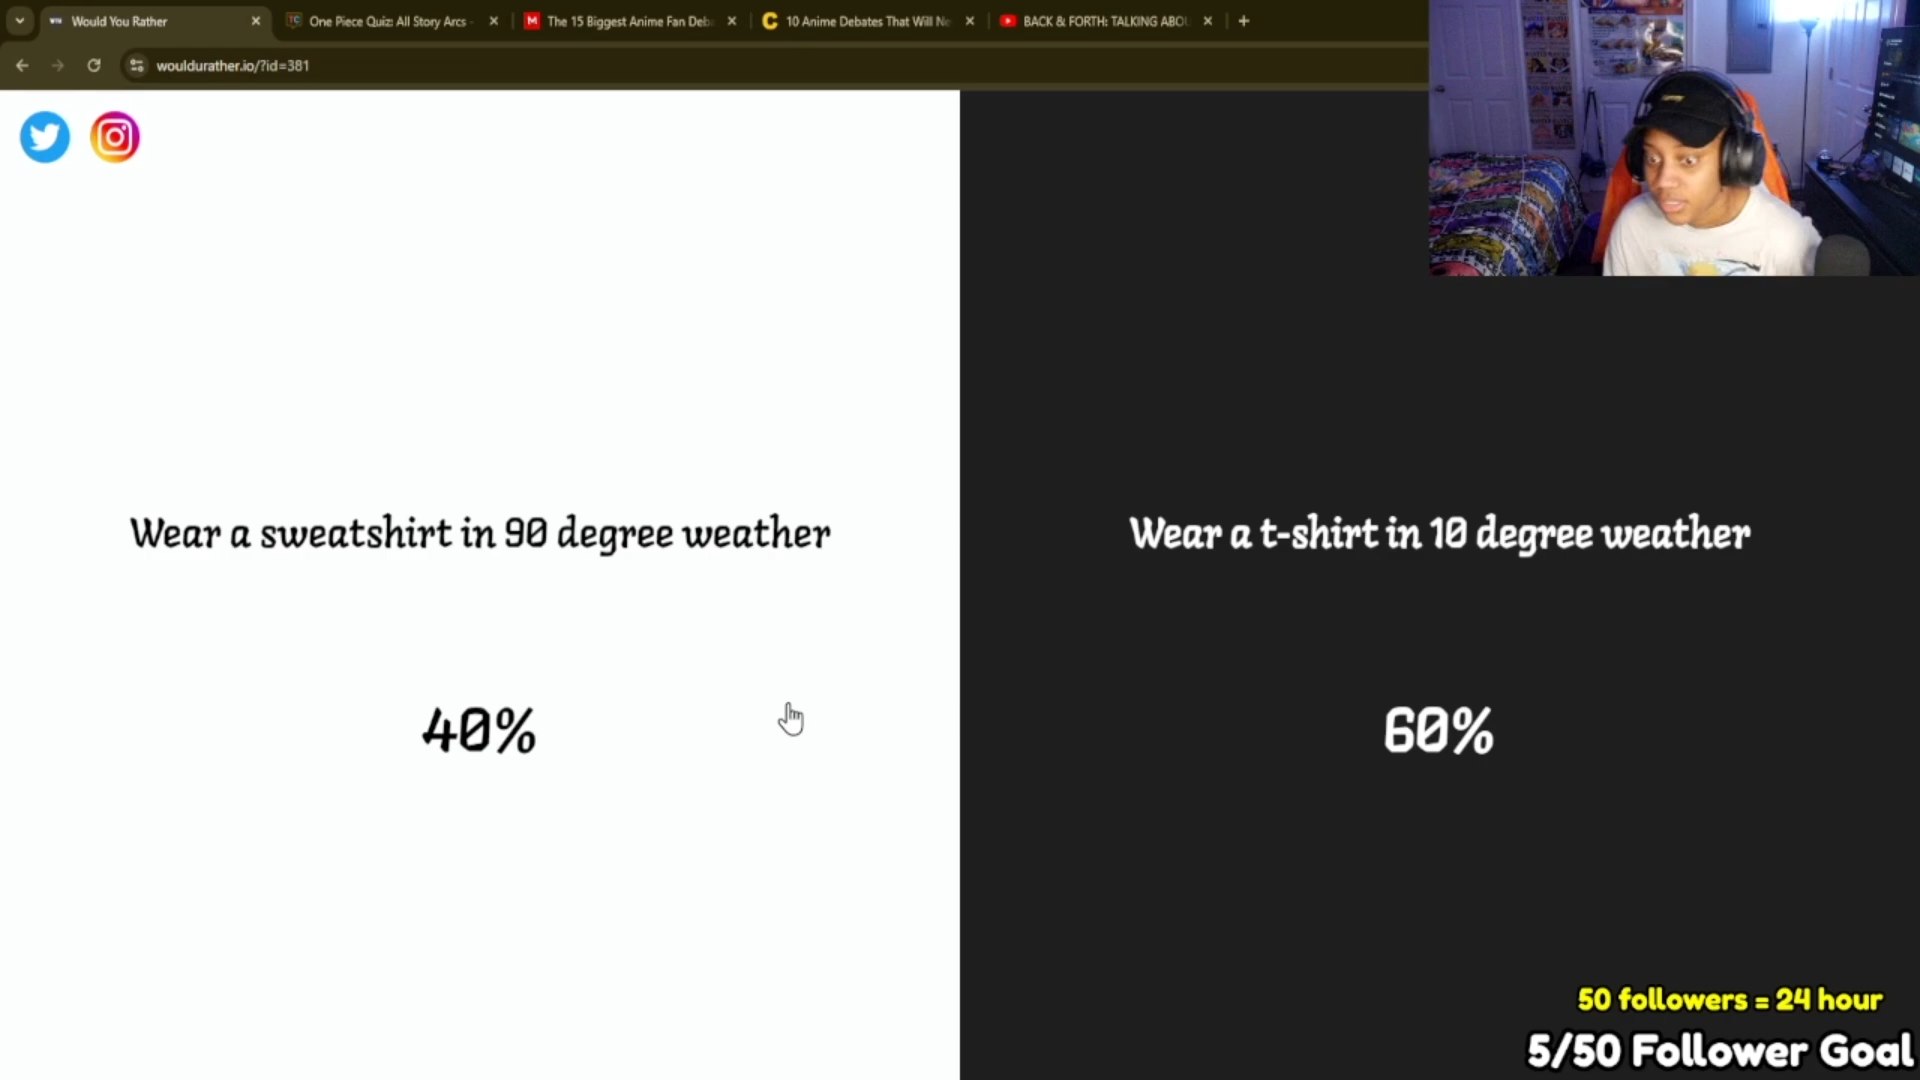 Would You Rather
One Piece Quiz: All Story Arcs -
The 15 Biggest Anime Fan Deb
10 Anime Debates That Will Ne
BACK & FORTH: TALKING ABO
wouldurather.io/?id=381
Wear a sweatshirt in 90 degree weather
40%
Wear a t-shirt in 10 degree weather
60%
50 followers = 24 hour
5/50 Follower Goal